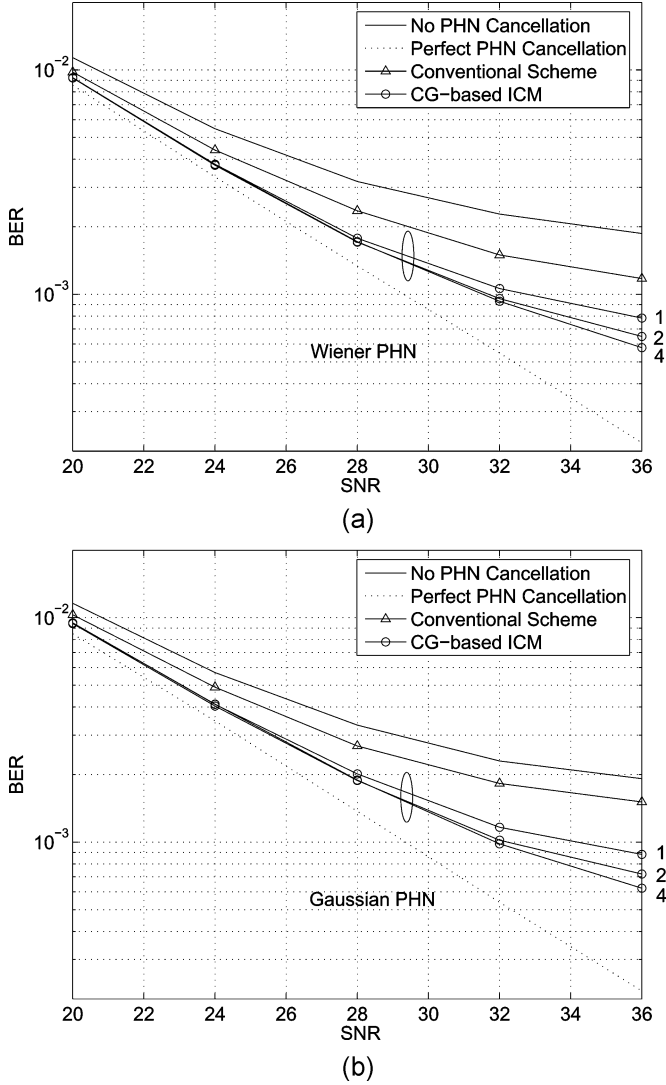 No PHN Cancellation
Perfect PHN Cancellation
Conventional Scheme
CG-based ICM
10⁻²
10⁻³
BER
1
2
4
Wiener PHN
20 22 24 26 28 30 32 34 36
SNR
(a)
No PHN Cancellation
Perfect PHN Cancellation
Conventional Scheme
CG-based ICM
10⁻²
10⁻³
BER
1
2
4
Gaussian PHN
20 22 24 26 28 30 32 34 36
SNR
(b)